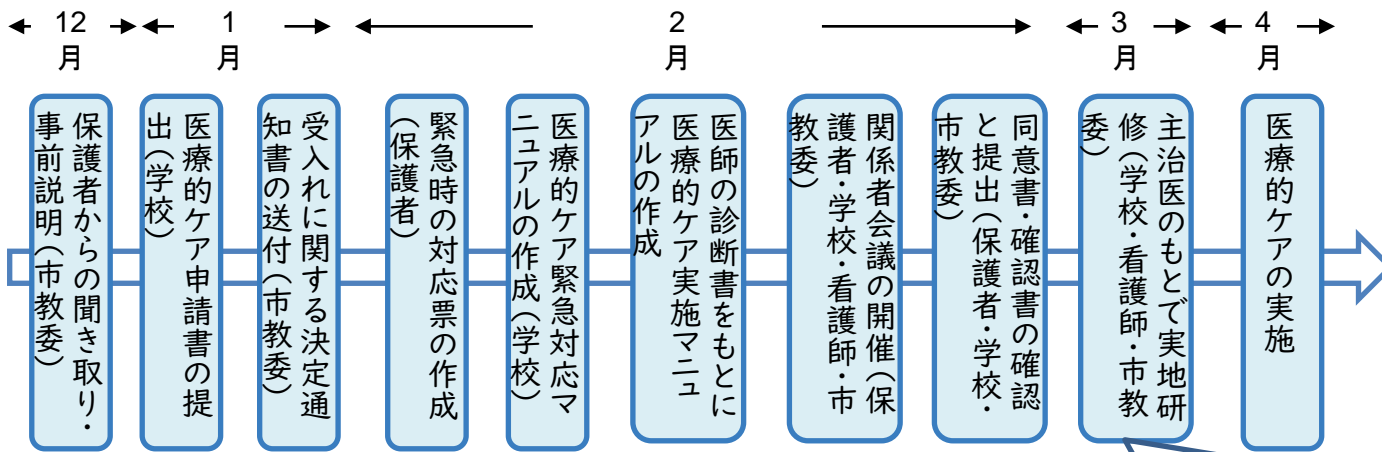 12
月
1
月
2
月
3
月
4
月
保護者からの聞き取り・
事前説明(市教委)
医療的ケア申請書の提
出(学校)
受入れに関する決定通
知書の送付(市教委)
緊急時の対応票の作成
(保護者)
医療的ケア緊急対応マ
ニュアルの作成(学校)
医師の診断書をもとに
医療的ケア実施マニュ
アルの作成
関係者会議の開催(保
護者・学校・看護師・市
教委)
同意書・確認書の確認
と提出(保護者・学校・
市教委)
主治医のもとで実地研
修(学校・看護師・市教
委)
医療的ケアの実施